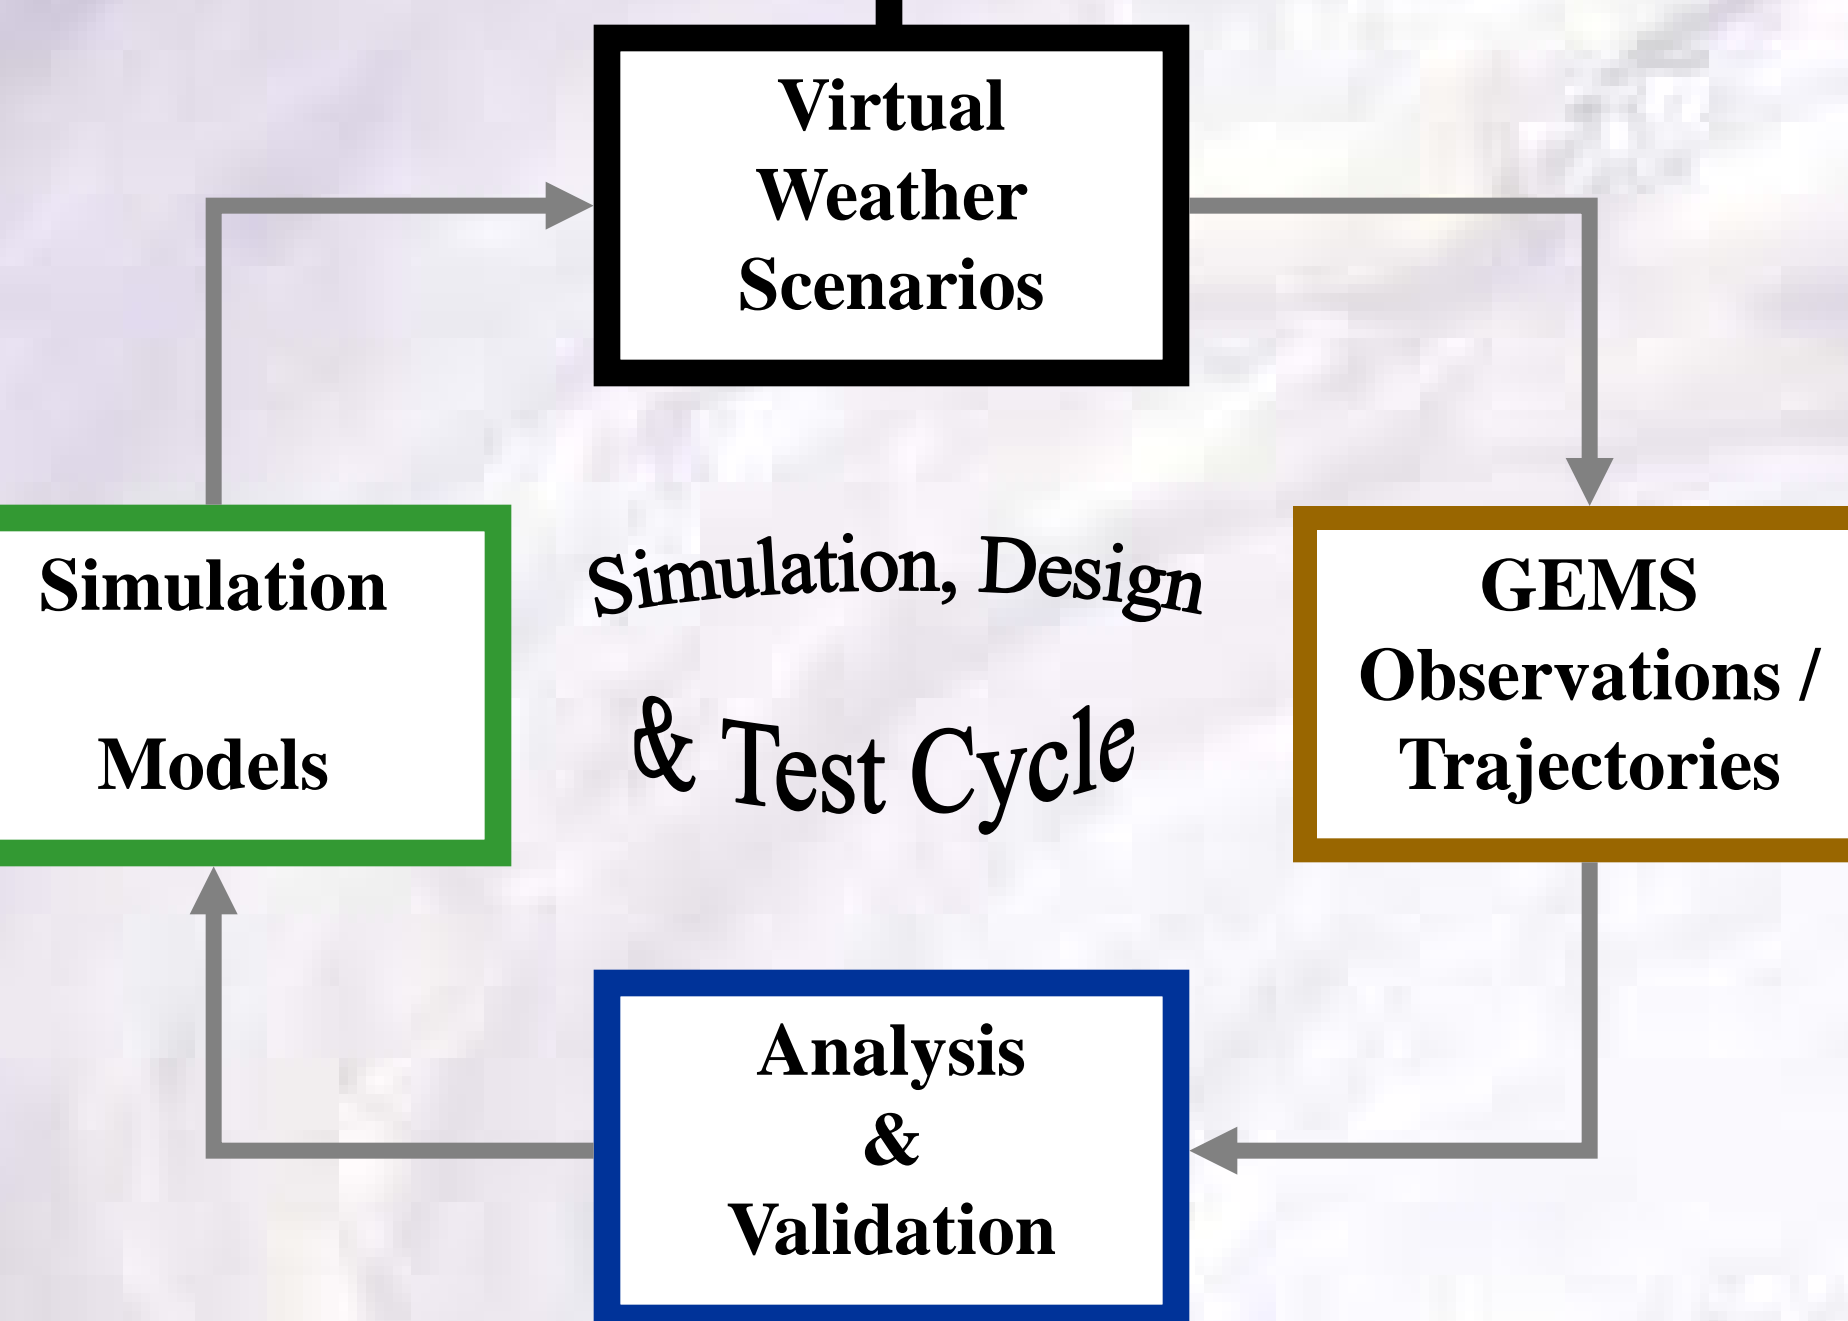 Virtual
Weather
Scenarios
Simulation
Models
Simulation, Design
& Test Cycle
GEMS
Observations /
Trajectories
Analysis
&
Validation